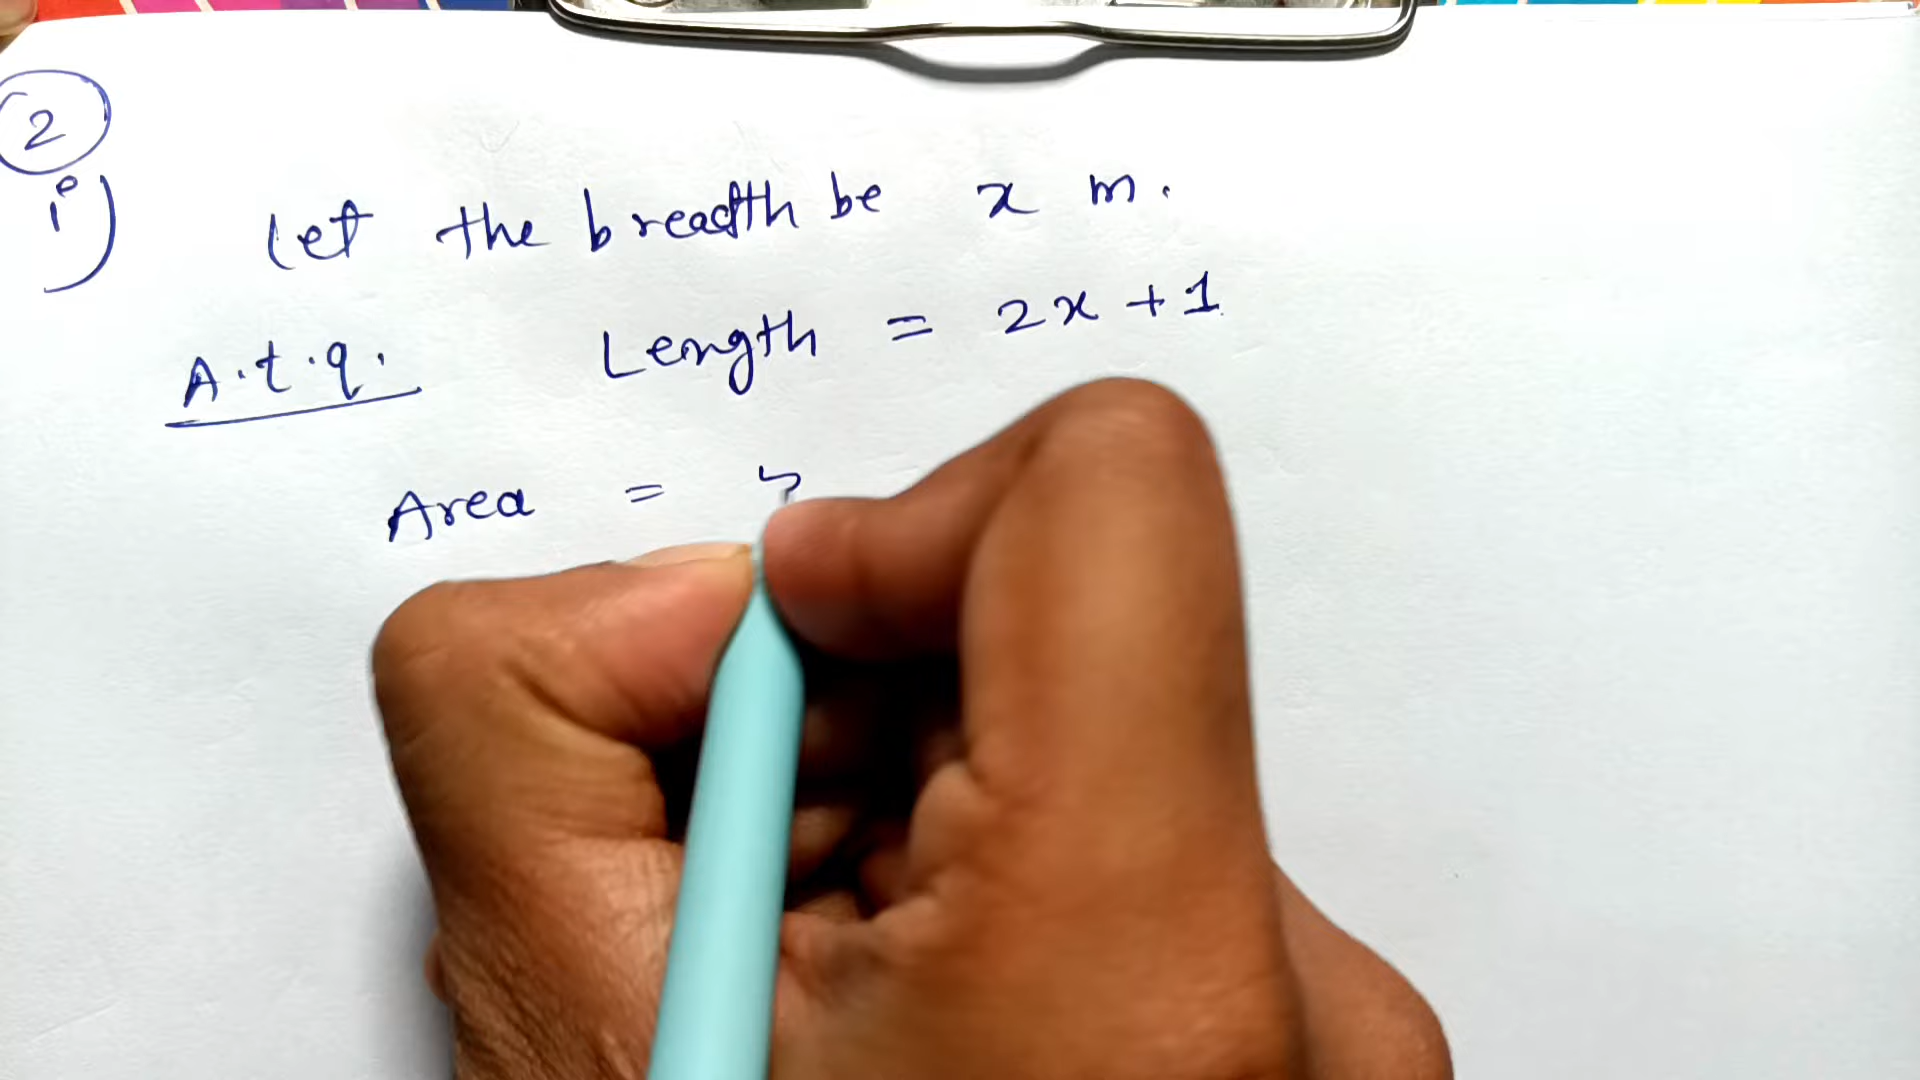 2
i)
Let the breadth be x m.
A.t.q. Length = 2x + 1
Area =